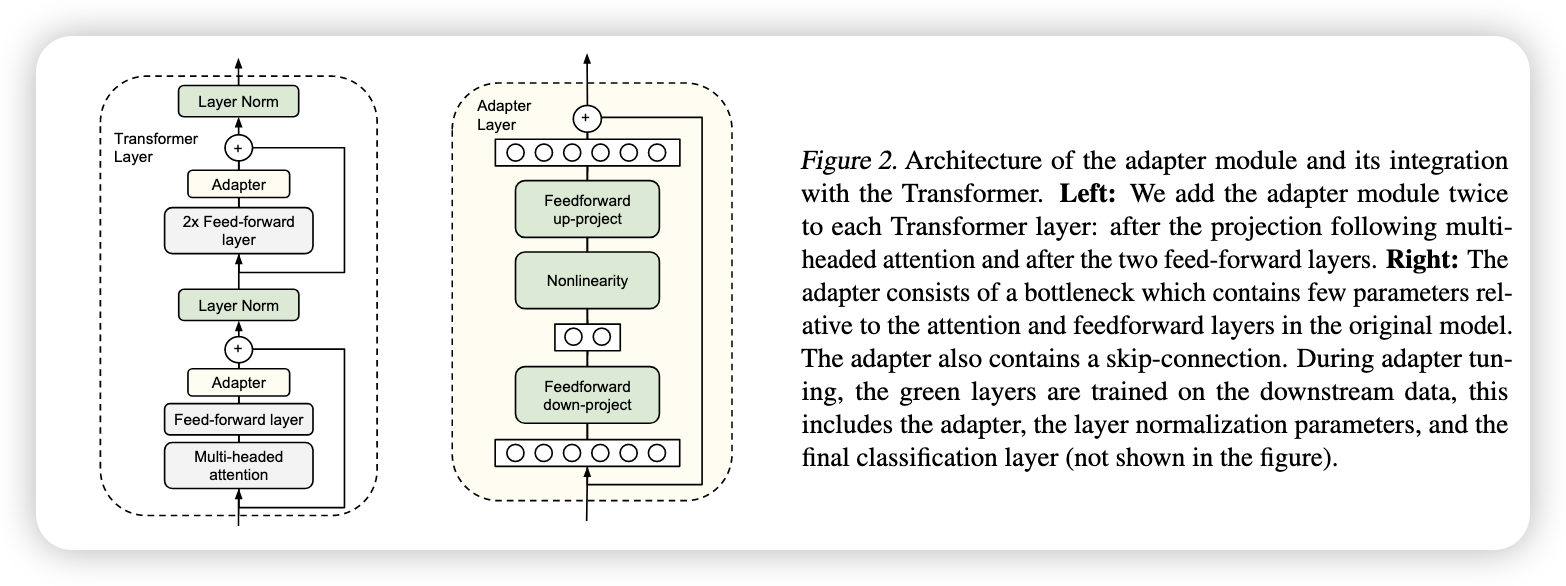 Layer Norm
Transformer
Layer
+
Adapter
2x Feed-forward
layer
Layer Norm
+
Adapter
Feed-forward layer
Multi-headed
attention
Adapter
Layer
+
Feedforward
up-project
Nonlinearity
Feedforward
down-project
Figure 2. Architecture of the adapter module and its integration
with the Transformer. Left: We add the adapter module twice
to each Transformer layer: after the projection following multi-
headed attention and after the two feed-forward layers. Right: The
adapter consists of a bottleneck which contains few parameters rel-
ative to the attention and feedforward layers in the original model.
The adapter also contains a skip-connection. During adapter tun-
ing, the green layers are trained on the downstream data, this
includes the adapter, the layer normalization parameters, and the
final classification layer (not shown in the figure).